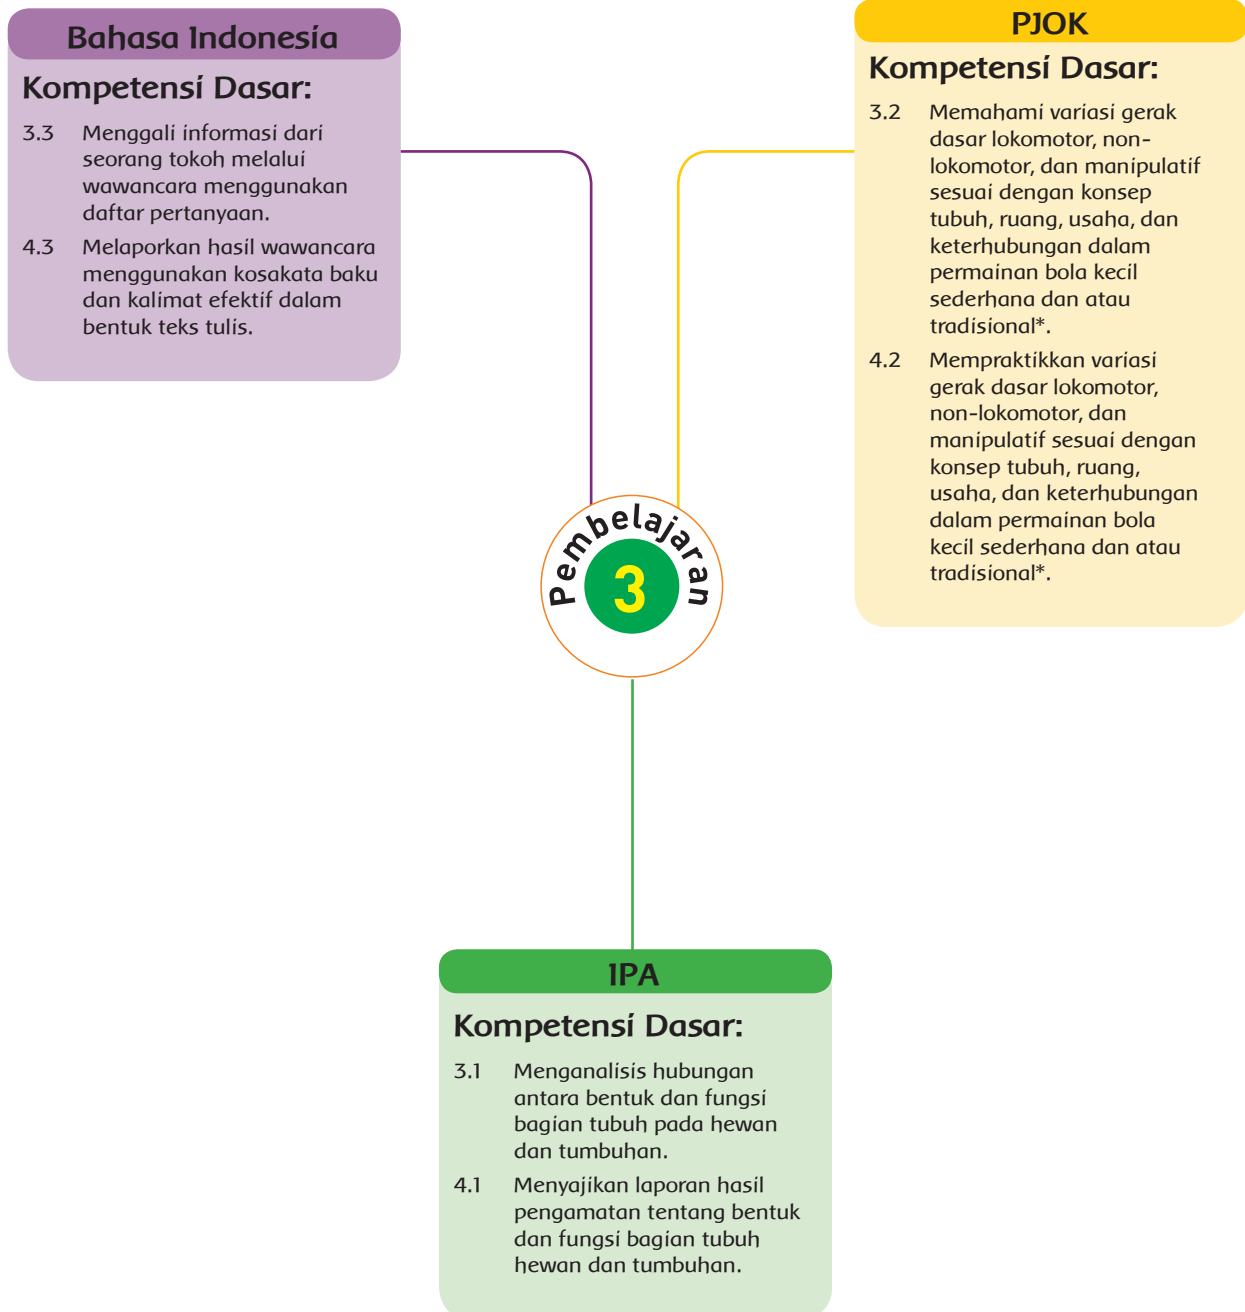 Bahasa Indonesia
Kompetensi Dasar:
3.3 Menggali informasi dari
seorang tokoh melalui
wawancara menggunakan
daftar pertanyaan.
4.3 Melaporkan hasil wawancara
menggunakan kosakata baku
dan kalimat efektif dalam
bentuk teks tulis.
PJOK
Kompetensi Dasar:
3.2 Memahami variasi gerak
dasar lokomotor, non-
lokomotor, dan manipulatif
sesuai dengan konsep
tubuh, ruang, usaha, dan
keterhubungan dalam
permainan bola kecil
sederhana dan atau
tradisional*.
4.2 Mempraktikkan variasi
gerak dasar lokomotor,
non-lokomotor, dan
manipulatif sesuai dengan
konsep tubuh, ruang,
usaha, dan keterhubungan
dalam permainan bola
kecil sederhana dan atau
tradisional*.
Pembelajaran
3
IPA
Kompetensi Dasar:
3.1 Menganalisis hubungan
antara bentuk dan fungsi
bagian tubuh pada hewan
dan tumbuhan.
4.1 Menyajikan laporan hasil
pengamatan tentang bentuk
dan fungsi bagian tubuh
hewan dan tumbuhan.